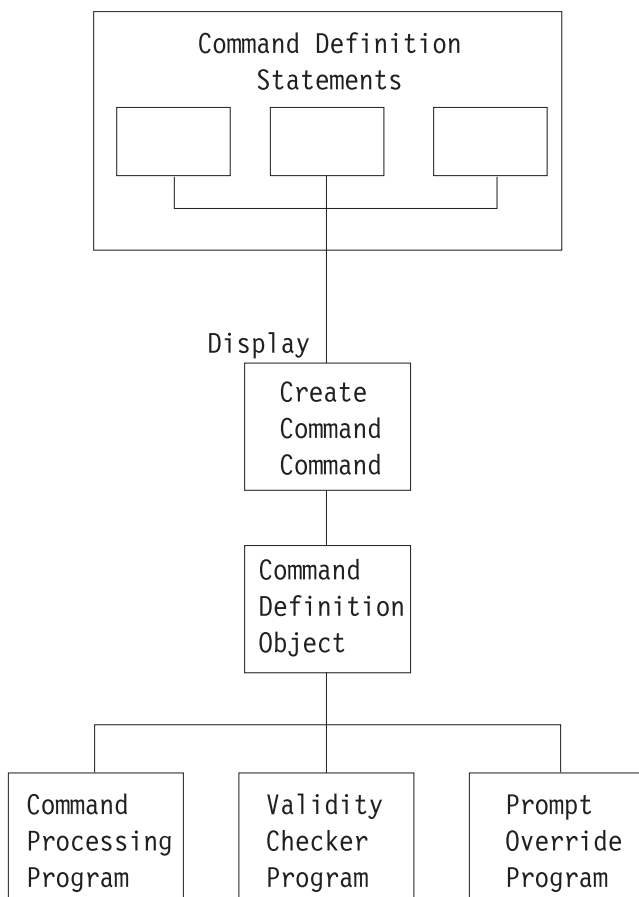 Command Definition
Statements
Display
Create
Command
Command
Command
Definition
Object
Command
Processing
Program
Validity
Checker
Program
Prompt
Override
Program